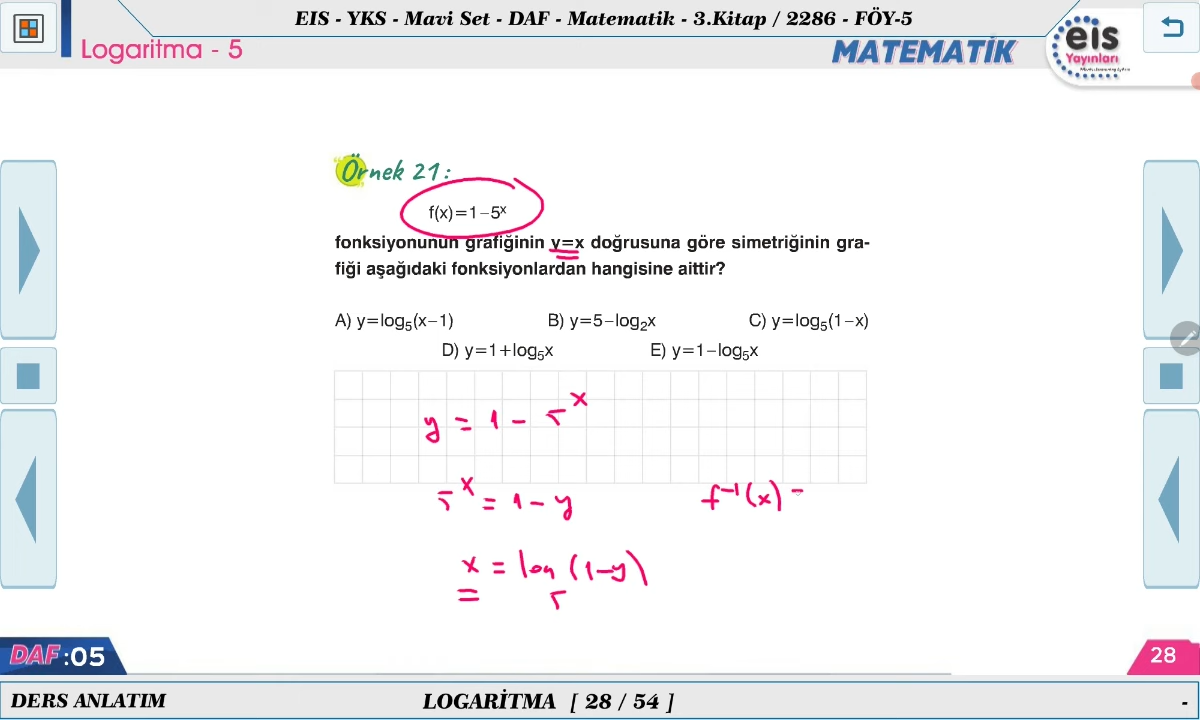 EIS - YKS - Mavi Set - DAF - Matematik - 3.Kitap / 2286 - FÖY-5
Logaritma - 5
MATEMATİK
eis
Yayınları
Örnek 21:
f(x)=1−5ˣ
fonksiyonunun grafiğinin y=x doğrusuna göre simetriğinin gra-
fiği aşağıdaki fonksiyonlardan hangisine aittir?
A) y=log₅(x−1) B) y=5−log₂x C) y=log₅(1−x)
D) y=1+log₅x E) y=1−log₅x
y = 1 - 5ˣ
5ˣ = 1 - y f⁻¹(x) =
x = log₅(1-y)
DAF:05
28
DERS ANLATIM LOGARİTMA [ 28 / 54 ] -